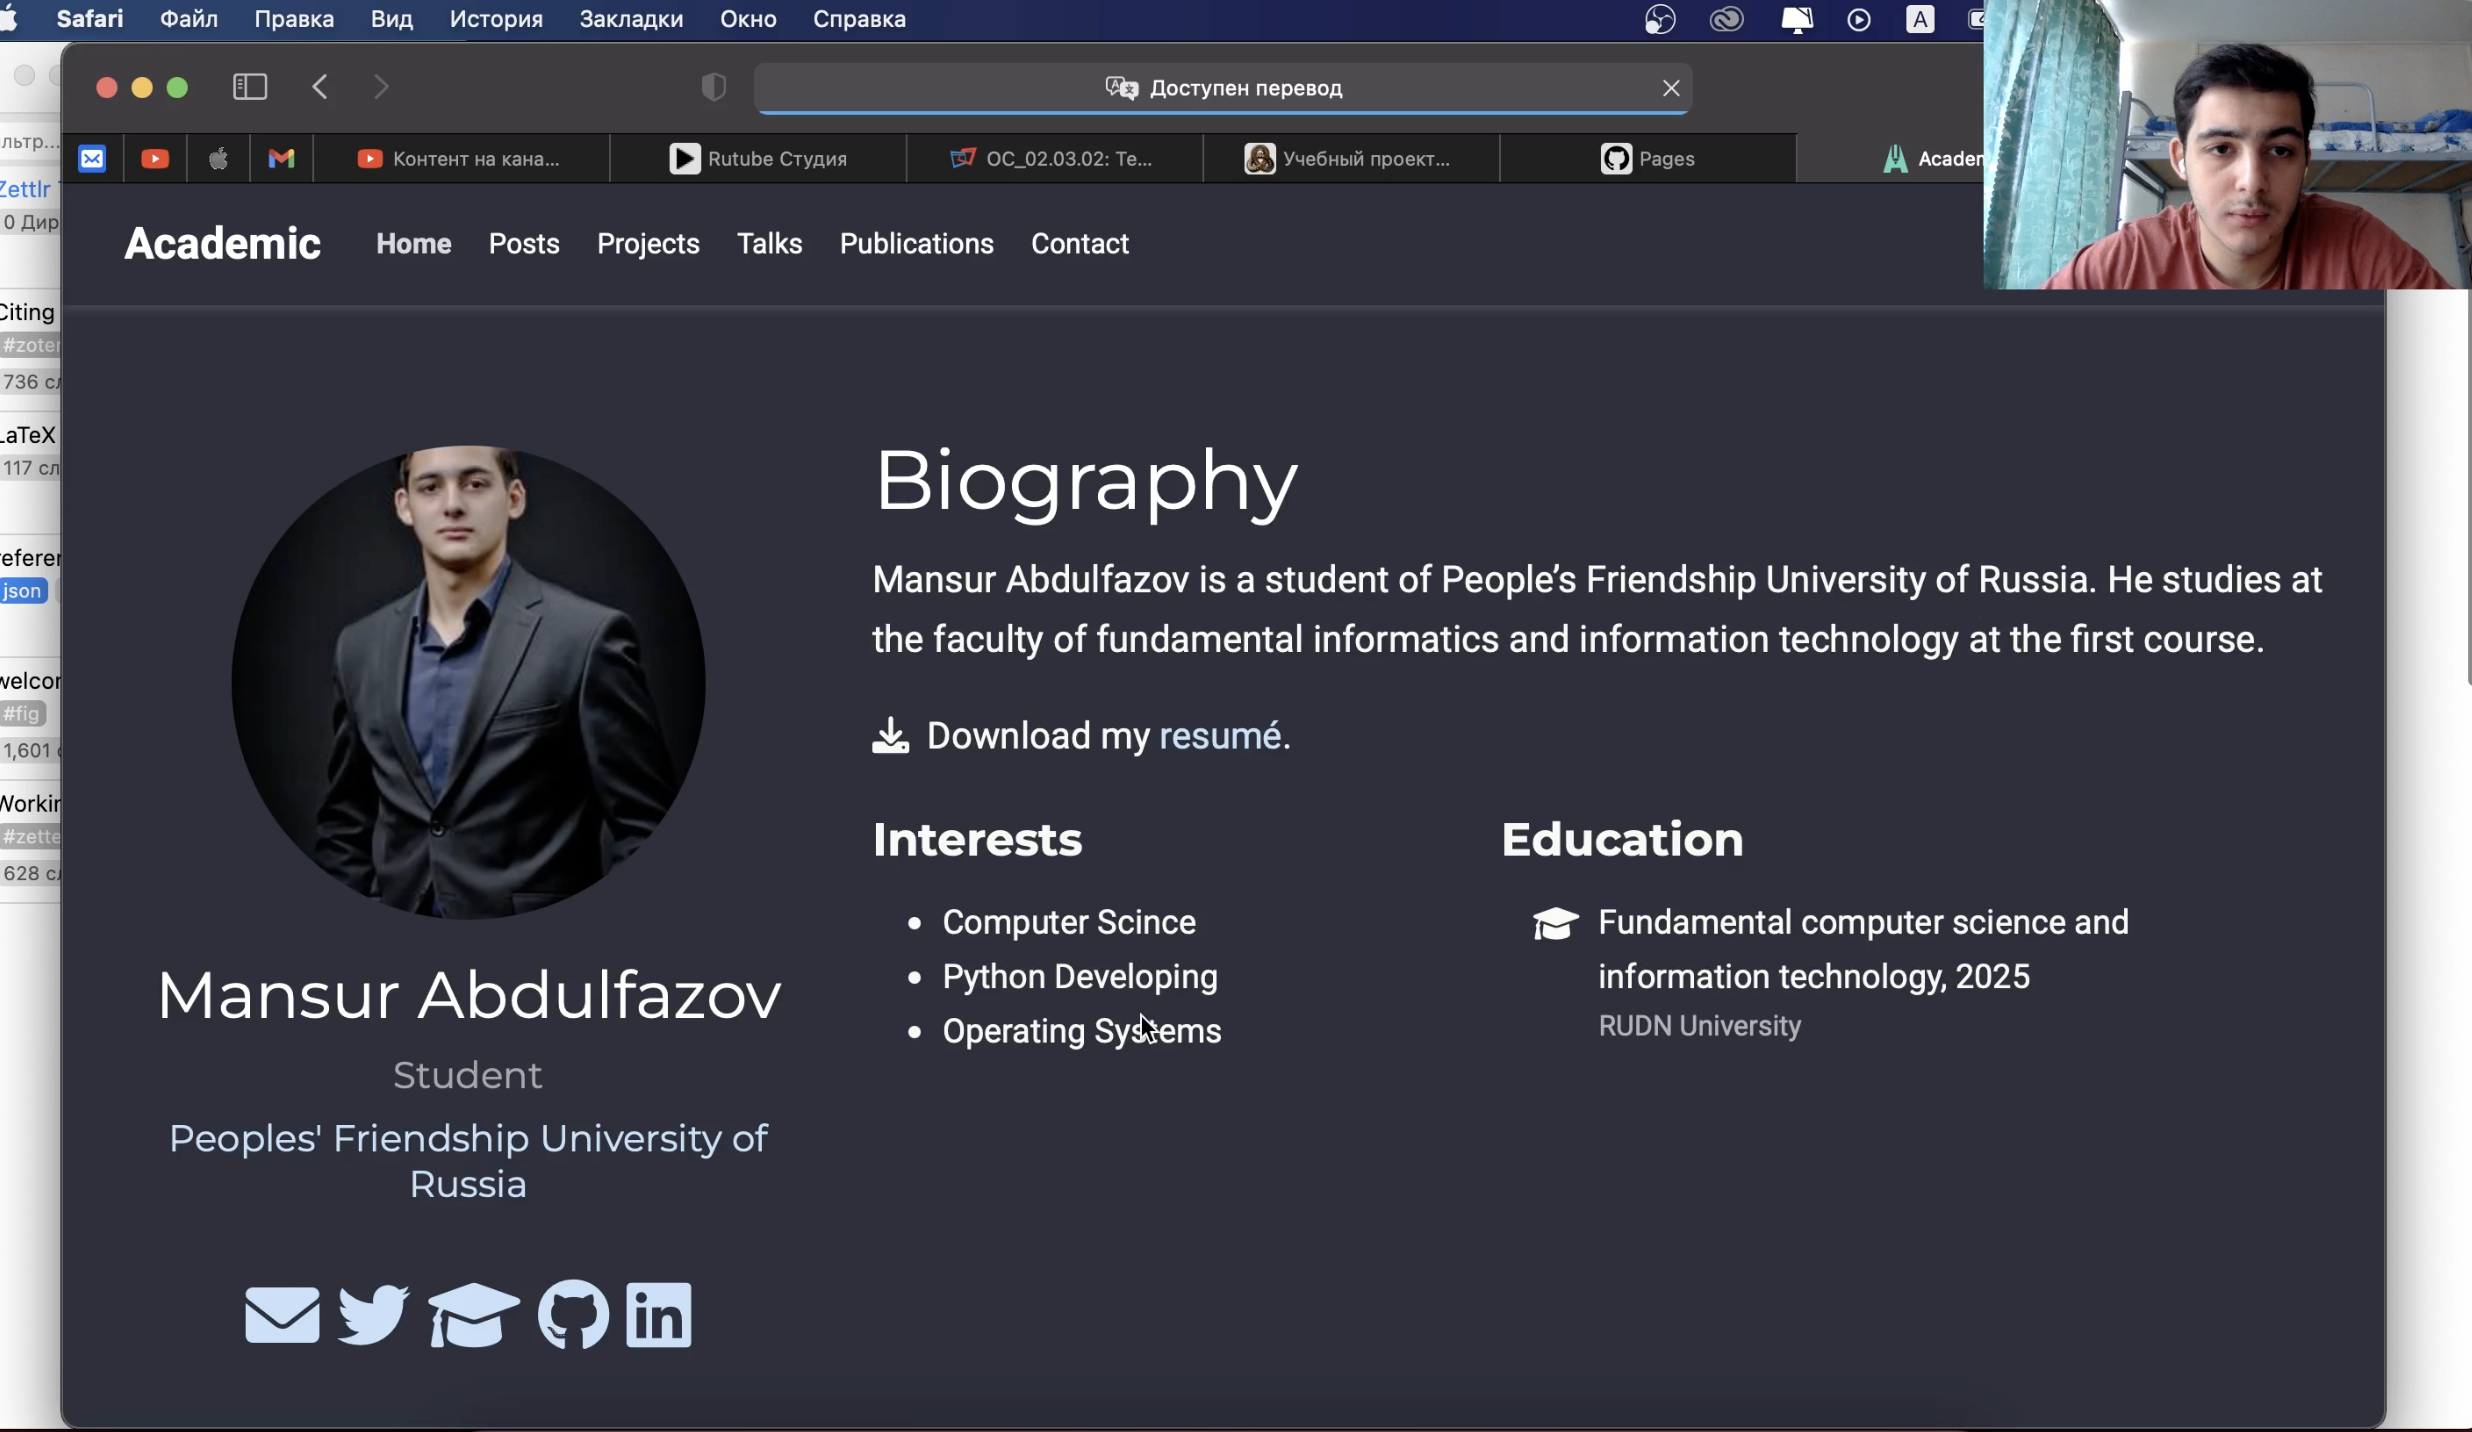 Safari Файл Правка Вид История Закладки Окно Справка A
Доступен перевод
Контент на кана... Rutube Студия ОС_02.03.02: Те... Учебный проект... Pages Academ
льтр...
Zettlr
0 Дир
Citing
#zoter
736 сл
LaTeX
117 сл
referer
json
welcor
#fig
1,601
Workin
#zette
628 сл
Academic Home Posts Projects Talks Publications Contact
Biography
Mansur Abdulfazov is a student of People’s Friendship University of Russia. He studies at
the faculty of fundamental informatics and information technology at the first course.
Download my resumé.
Interests
Computer Scince
Python Developing
Operating Systems
Education
Fundamental computer science and
information technology, 2025
RUDN University
Mansur Abdulfazov
Student
Peoples' Friendship University of
Russia
in